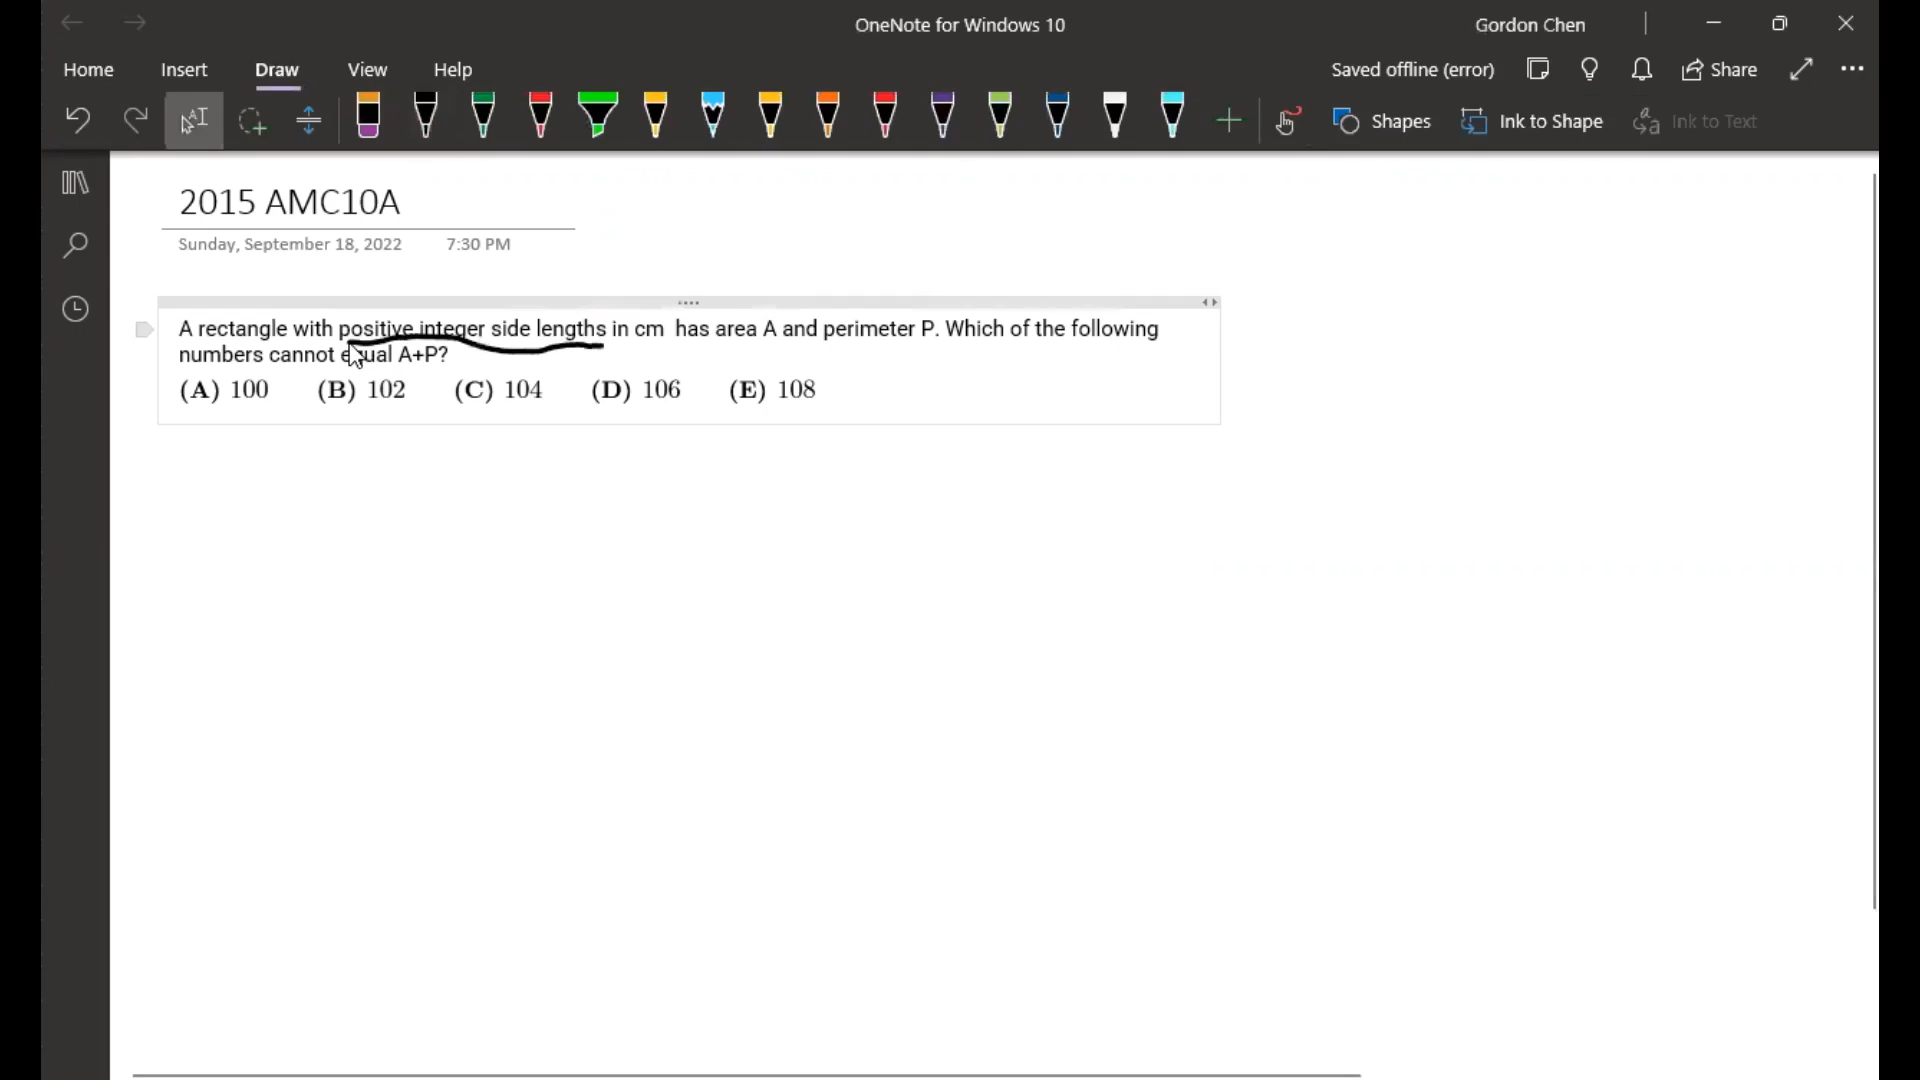 OneNote for Windows 10
Gordon Chen
Home Insert Draw View Help
Saved offline (error) Share
Shapes Ink to Shape Ink to Text
2015 AMC10A
Sunday, September 18, 2022 7:30 PM
A rectangle with positive integer side lengths in cm has area A and perimeter P. Which of the following
numbers cannot equal A+P?
(A) 100 (B) 102 (C) 104 (D) 106 (E) 108